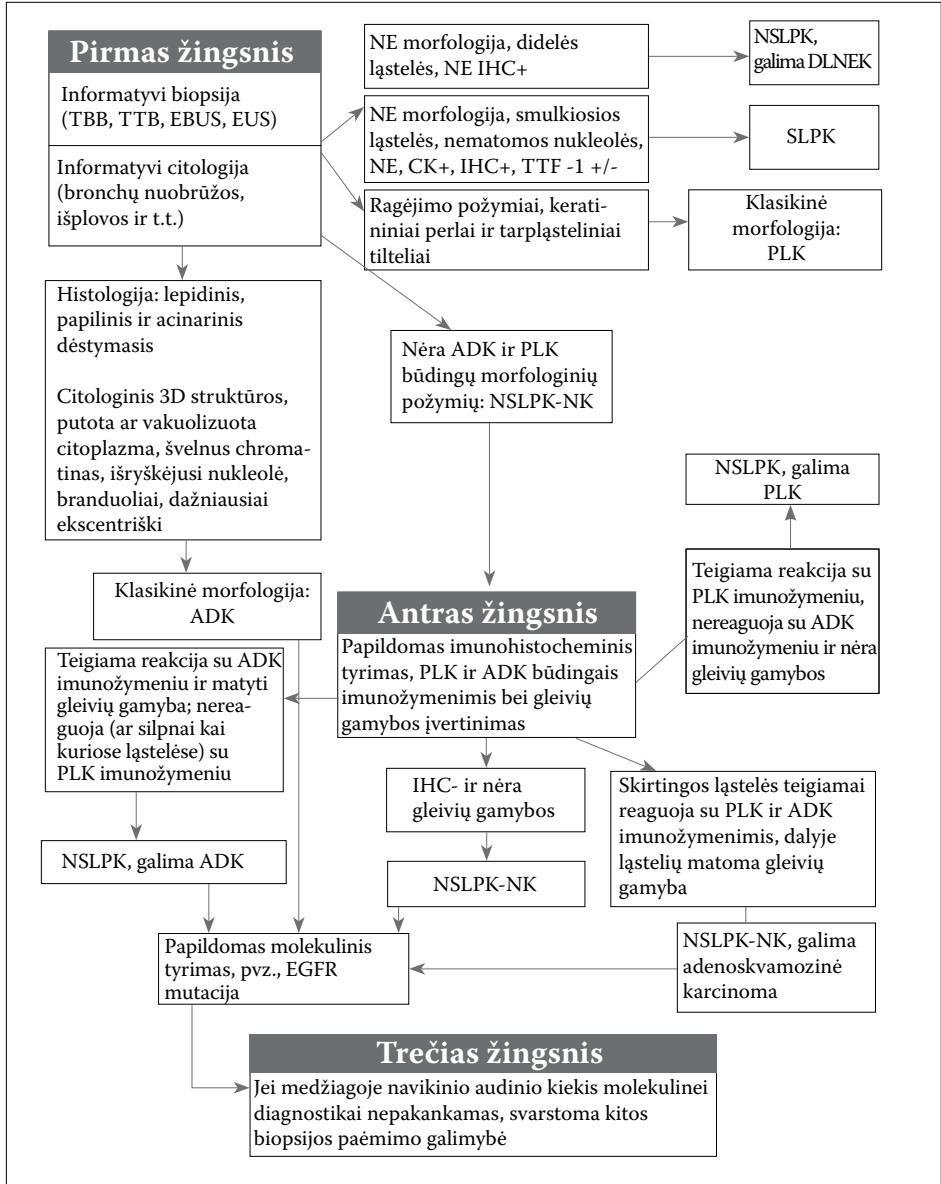 Pirmas žingsnis
Informatyvi biopsija
(TBB, TTB, EBUS, EUS)
Informatyvi citologija
(bronchų nuobrūžos,
išplovos ir t.t.)
NE morfologija, didelės
ląstelės, NE IHC+
NSLPK,
galima DLNEK
NE morfologija, smulkiosios
ląstelės, nematomos nukleolės,
NE, CK+, IHC+, TTF -1 +/-
SLPK
Ragėjimo požymiai, kerati-
niniai perlai ir tarpląsteliniai
tilteliai
Klasikinė
morfologija:
PLK
Histologija: lepidinis,
papilinis ir acinarinis
dėstymasis
Citologinis 3D struktūros,
putota ar vakuolizuota
citoplazma, švelnus chroma-
tinas, išryškėjusi nukleolė,
branduoliai, dažniausiai
ekscentriški
Nėra ADK ir PLK
būdingų morfologinių
požymių: NSLPK-NK
NSLPK, galima
PLK
Teigiama reakcija su
PLK imunožymeniu,
nereaguoja su ADK
imunožymeniu ir nėra
gleivių gamybos
Klasikinė morfologija:
ADK
Antras žingsnis
Papildomas imunohistocheminis
tyrimas, PLK ir ADK būdingais
imunožymenimis bei gleivių
gamybos įvertinimas
Teigiama reakcija su ADK
imunožymeniu ir matyti
gleivių gamyba; nerea-
guoja (ar silpnai kai
kuriose ląstelėse) su
PLK imunožymeniu
IHC- ir nėra
gleivių gamybos
Skirtingos ląstelės teigiamai
reaguoja su PLK ir ADK
imunožymenimis, dalyje
ląstelių matoma gleivių
gamyba
NSLPK, galima ADK
NSLPK-NK
NSLPK-NK, galima
adenoskvamozinė
karcinoma
Papildomas molekulinis
tyrimas, pvz., EGFR
mutacija
Trečias žingsnis
Jei medžiagoje navikinio audinio kiekis molekulinei
diagnostikai nepakankamas, svarstoma kitos
biopsijos paėmimo galimybė